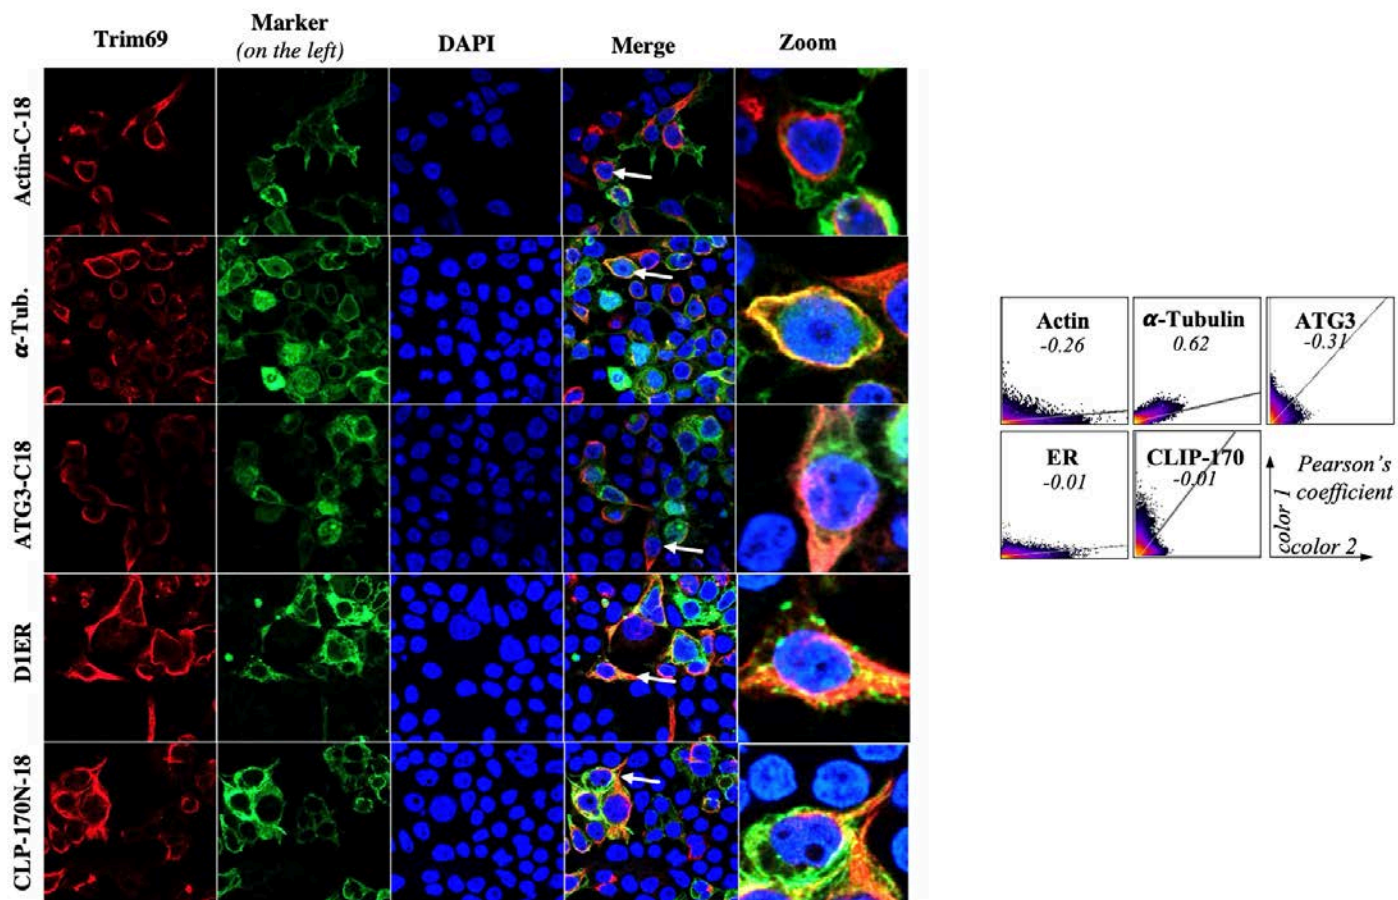 Trim69
Marker
(on the left)
DAPI
Merge
Zoom
Actin-C-18
α-Tub.
ATG3-C18
D1ER
CLP-170N-18
Actin
-0.26
α-Tubulin
0.62
ATG3
-0.31
ER
-0.01
CLIP-170
-0.01
Pearson's
coefficient
color 1
color 2